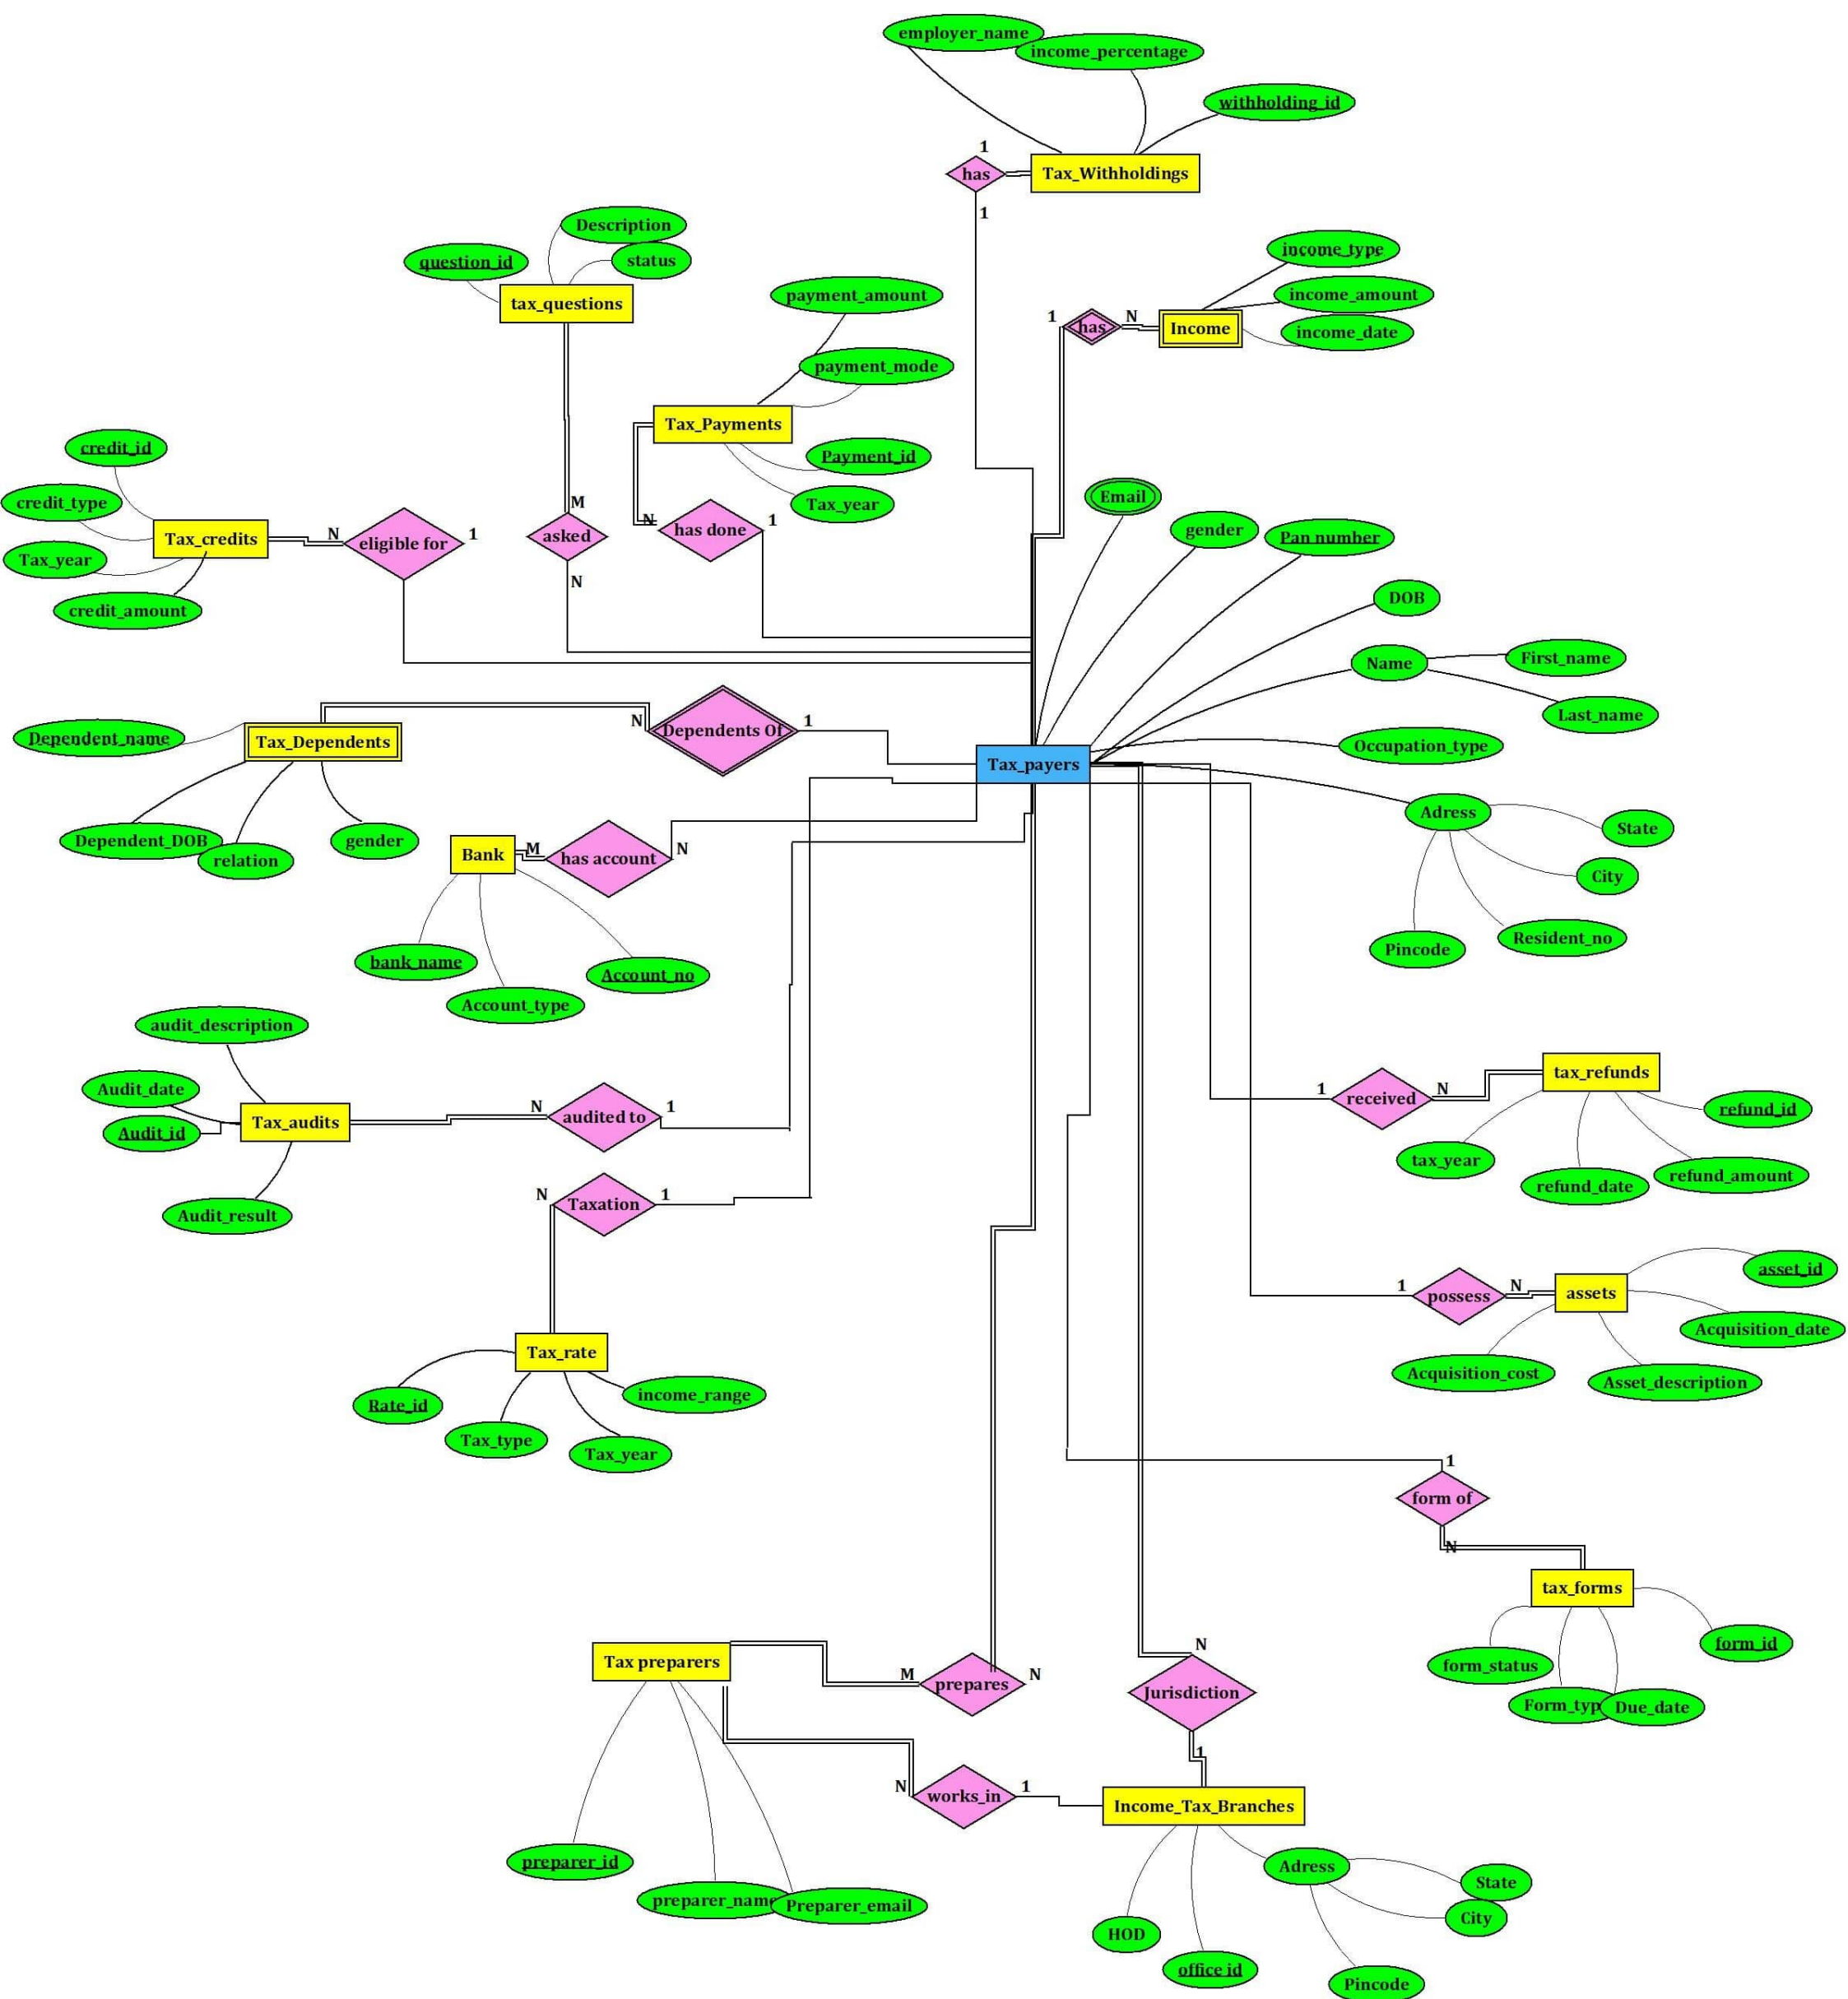 employer_name
income_percentage
withholding_id
1
has
Tax_Withholdings
1
Description
question_id
status
tax_questions
income_type
income_amount
income_date
1
has
N
Income
payment_amount
payment_mode
Tax_Payments
Payment_id
Tax_year
N
has done
1
credit_id
credit_type
Tax_year
credit_amount
Tax_credits
N
eligible for
1
M
asked
N
Email
gender
Pan number
DOB
Name
First_name
Last_name
Occupation_type
Adress
State
City
Resident_no
Pincode
Tax_payers
Dependent_name
Tax_Dependents
N
Dependents Of
1
Dependent_DOB
relation
gender
Bank
M
has account
N
bank_name
Account_type
Account_no
audit_description
Audit_date
Audit_id
Tax_audits
Audit_result
N
audited to
1
N
Taxation
1
Tax_rate
Rate_id
Tax_type
Tax_year
income_range
1
received
N
tax_refunds
refund_id
tax_year
refund_date
refund_amount
1
possess
N
assets
asset_id
Acquisition_date
Acquisition_cost
Asset_description
1
form of
N
tax_forms
form_id
form_status
Form_typ
Due_date
Tax preparers
M
prepares
N
N
Jurisdiction
1
N
works_in
1
Income_Tax_Branches
preparer_id
preparer_name
Preparer_email
Adress
State
City
Pincode
HOD
office id